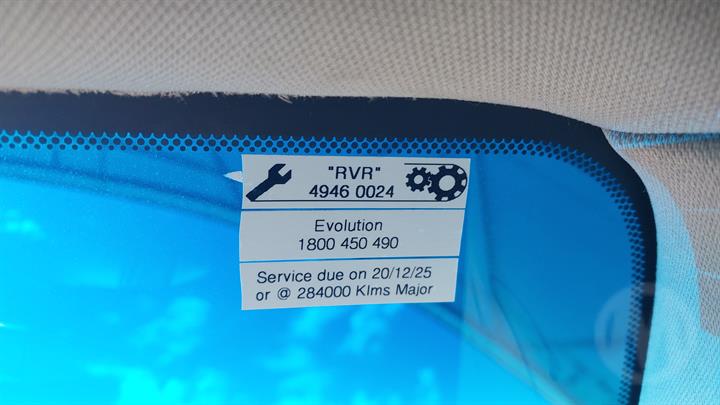 "RVR"
4946 0024
Evolution
1800 450 490
Service due on 20/12/25
or @ 284000 Klms Major